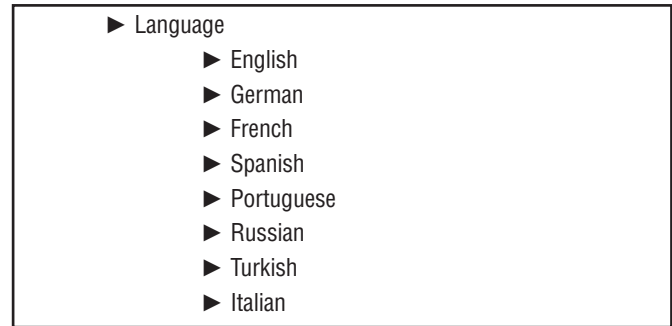 ► Language
► English
► German
► French
► Spanish
► Portuguese
► Russian
► Turkish
► Italian